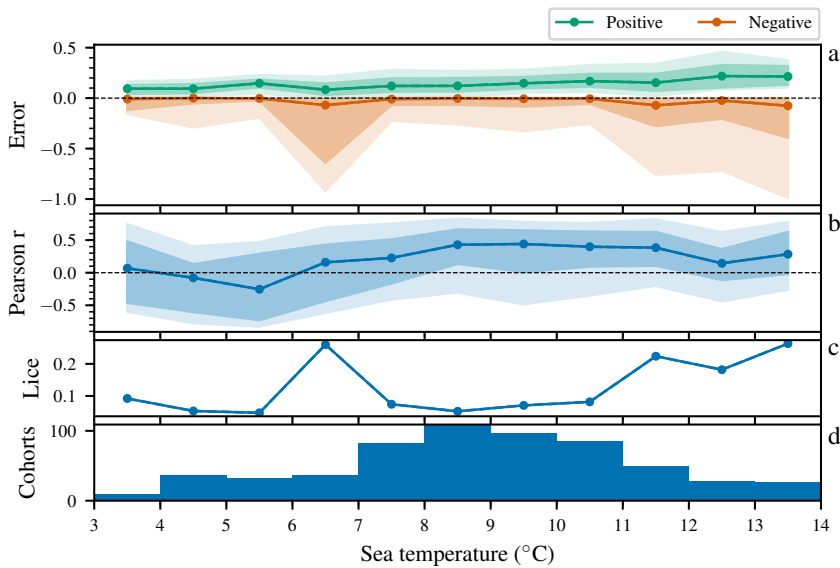 Positive Negative
a
0.5
0.0
−0.5
−1.0
Error
b
0.5
0.0
−0.5
Pearson r
c
0.2
0.1
Lice
d
100
0
Cohorts
3 4 5 6 7 8 9 10 11 12 13 14
Sea temperature (°C)